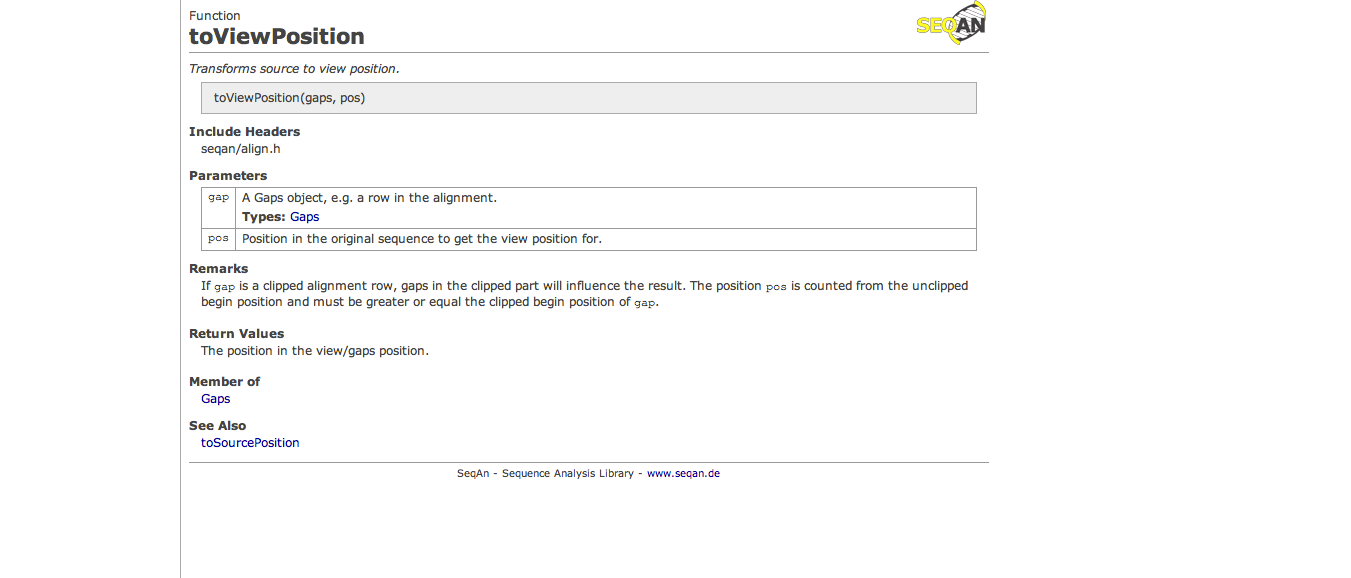 Function
toViewPosition
SEQAN
Transforms source to view position.
toViewPosition(gaps, pos)
Include Headers
seqan/align.h
Parameters
gap A Gaps object, e.g. a row in the alignment.
Types: Gaps
pos Position in the original sequence to get the view position for.
Remarks
If gap is a clipped alignment row, gaps in the clipped part will influence the result. The position pos is counted from the unclipped
begin position and must be greater or equal the clipped begin position of gap.
Return Values
The position in the view/gaps position.
Member of
Gaps
See Also
toSourcePosition
SeqAn - Sequence Analysis Library - www.seqan.de